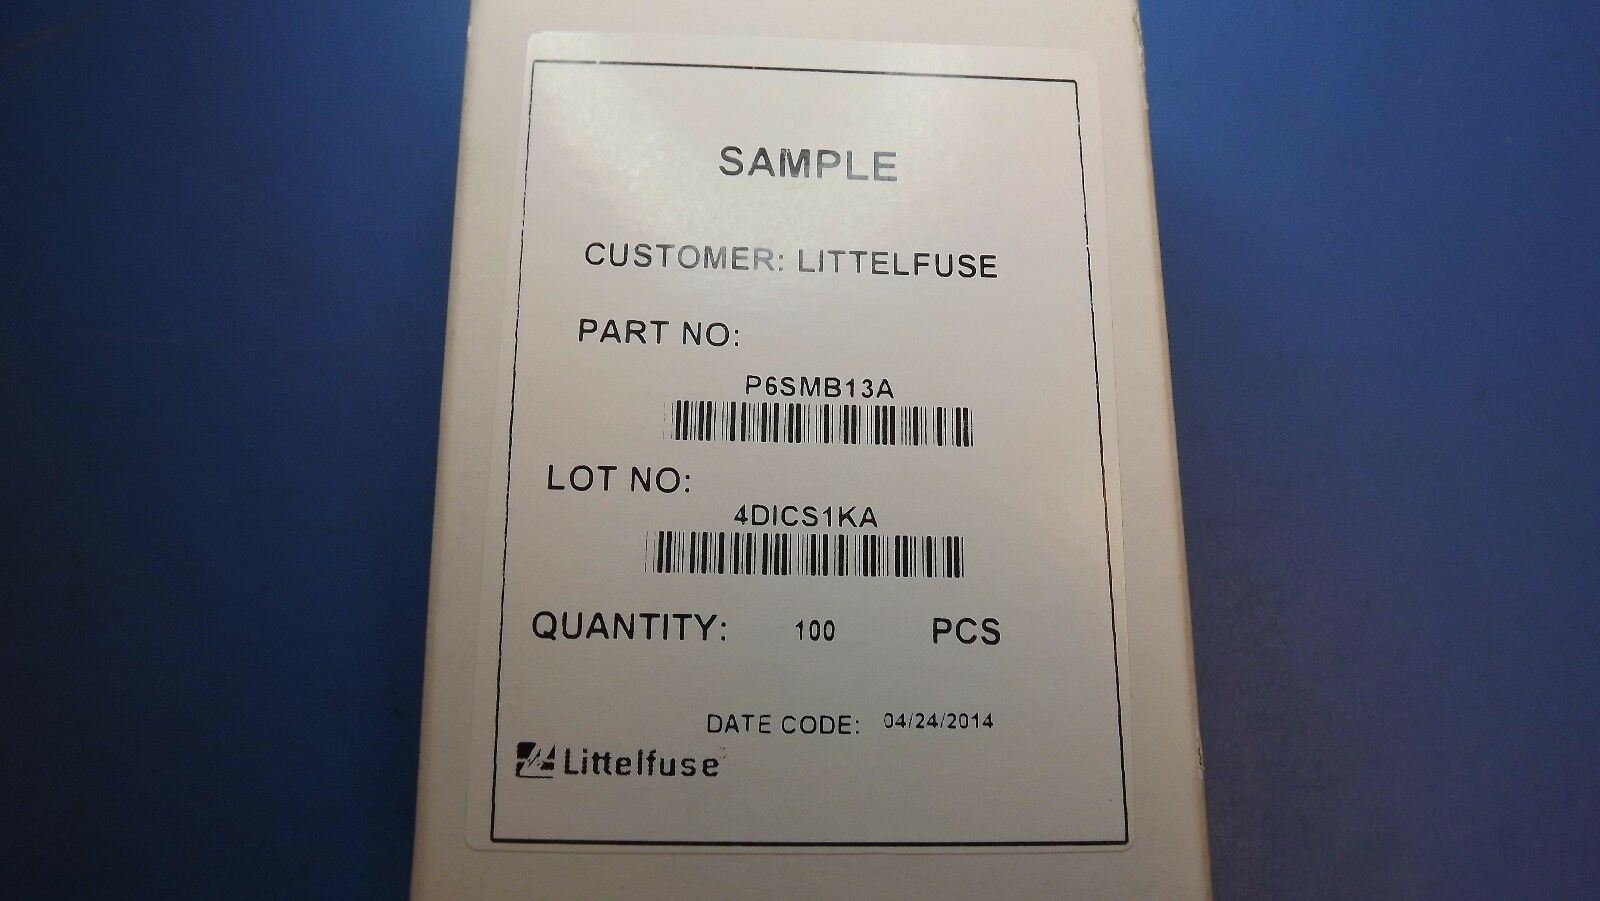 SAMPLE
CUSTOMER: LITTELFUSE
PART NO:
P6SMB13A
LOT NO:
4DICS1KA
QUANTITY: 100 PCS
DATE CODE: 04/24/2014
Littelfuse